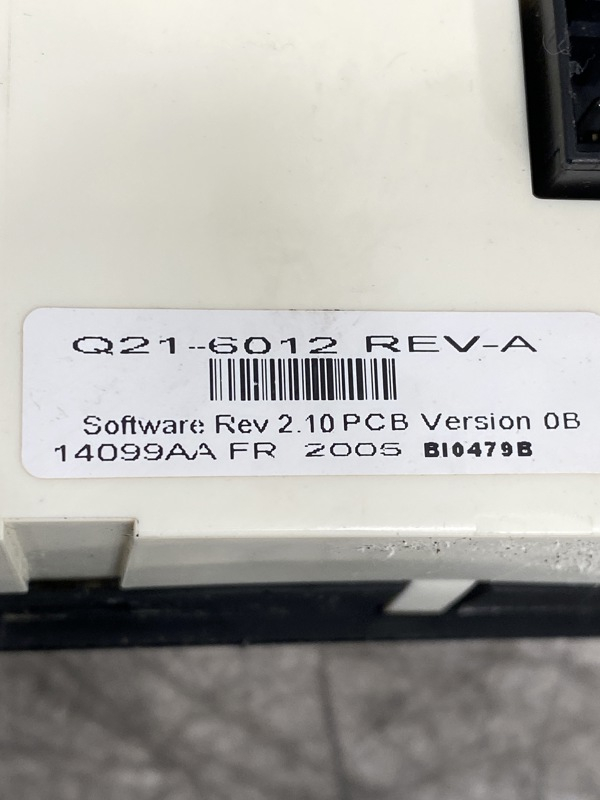 Q21-6012 REV-A
Software Rev 2.10 PCB Version 0B
14099AA FR 2005 BI0479B